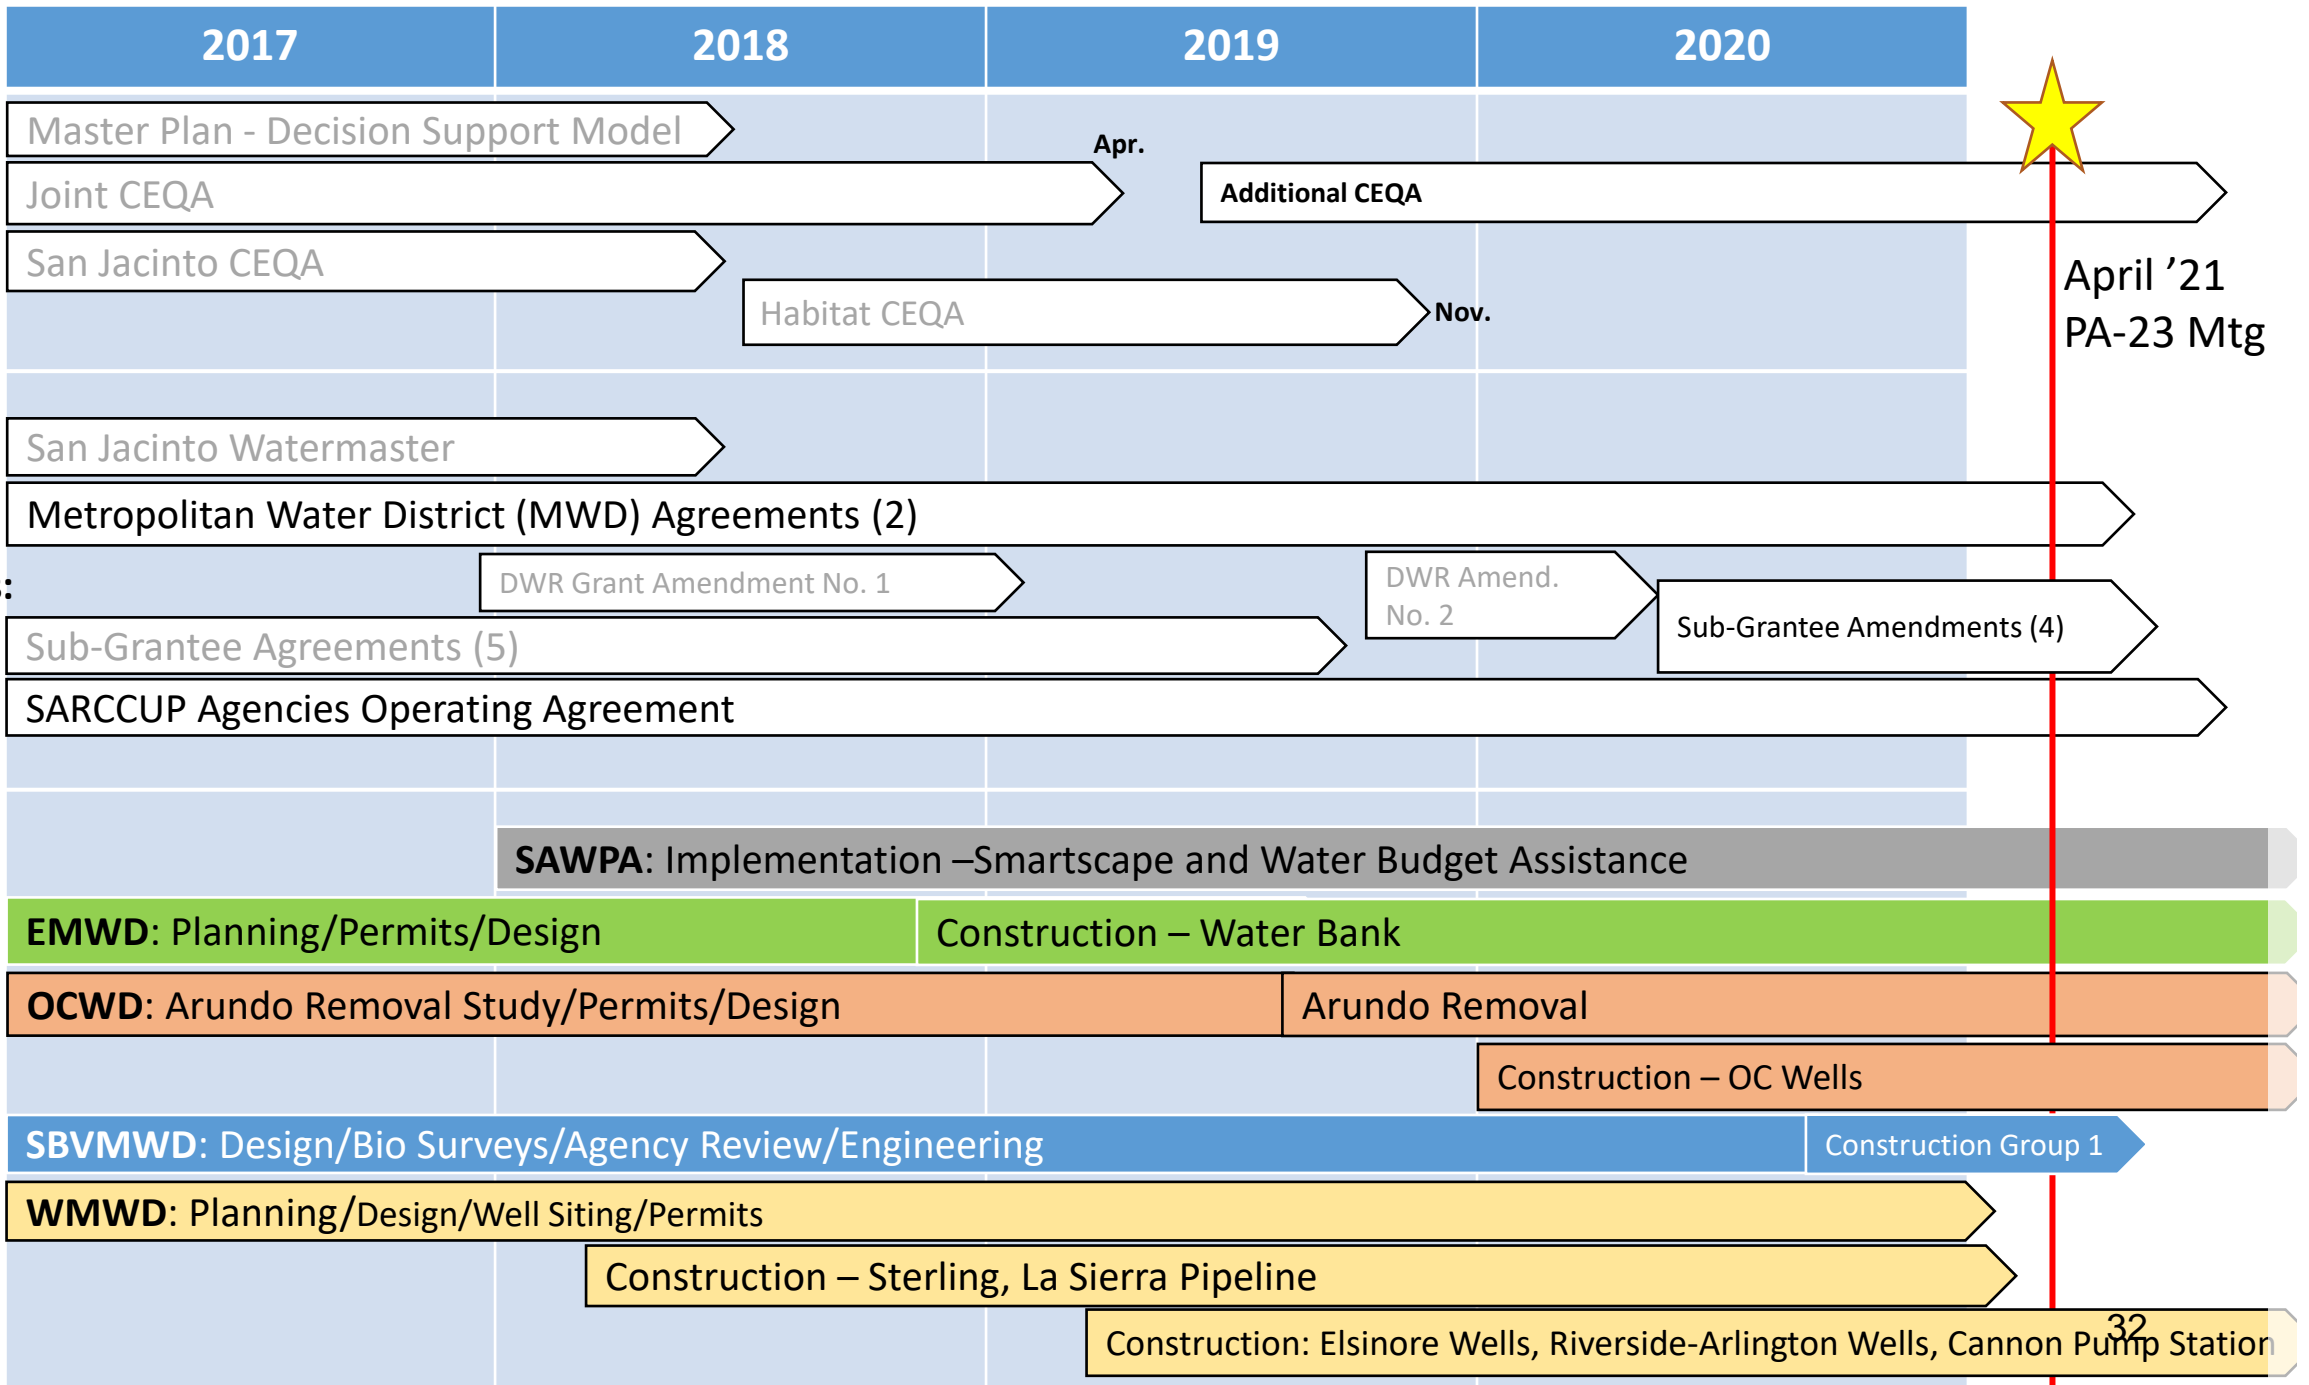 2017 2018 2019 2020
Master Plan - Decision Support Model
Apr.
Joint CEQA
Additional CEQA
San Jacinto CEQA
April ’21
PA-23 Mtg
Habitat CEQA
Nov.
San Jacinto Watermaster
Metropolitan Water District (MWD) Agreements (2)
DWR Grant Amendment No. 1
DWR Amend.
No. 2
Sub-Grantee Amendments (4)
Sub-Grantee Agreements (5)
SARCCUP Agencies Operating Agreement
SAWPA: Implementation –Smartscape and Water Budget Assistance
EMWD: Planning/Permits/Design
Construction – Water Bank
OCWD: Arundo Removal Study/Permits/Design
Arundo Removal
Construction – OC Wells
SBVMWD: Design/Bio Surveys/Agency Review/Engineering
Construction Group 1
WMWD: Planning/Design/Well Siting/Permits
Construction – Sterling, La Sierra Pipeline
Construction: Elsinore Wells, Riverside-Arlington Wells, Cannon Pump Station
32